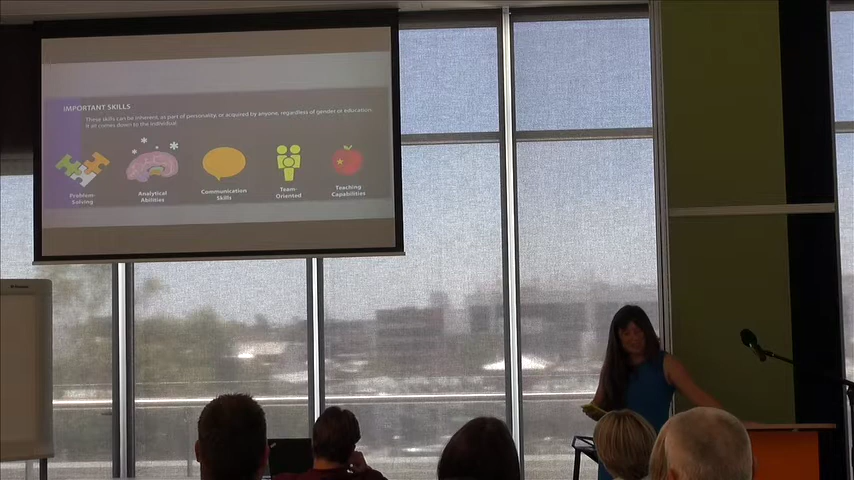 IMPORTANT SKILLS
These skills can be inherent, as part of personality, or acquired by anyone, regardless of gender or education.
It all comes down to the individual.
Problem-
Solving
Analytical
Abilities
Communication
Skills
Team-
Oriented
Teaching
Capabilities